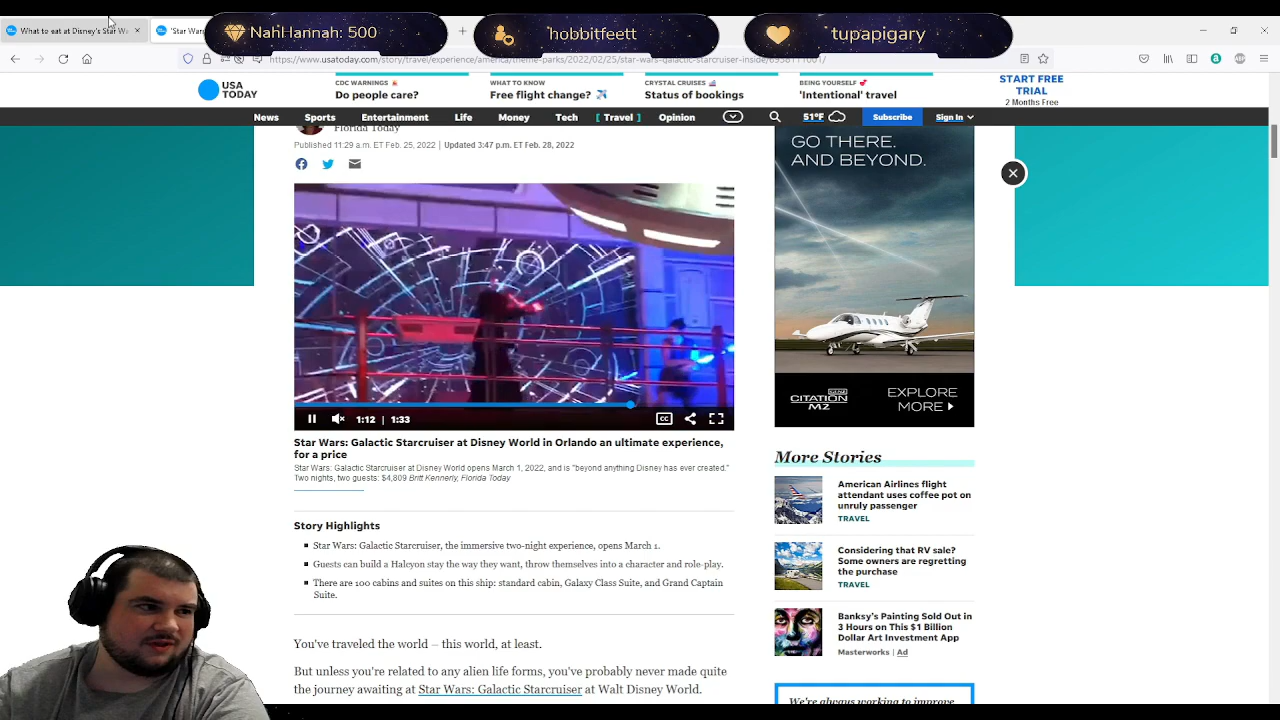 What to eat at Disney's Star Wa
'Star War
Nahllannah: 500
'hobbitfeett
tupapigary
https://www.usatoday.com/story/travel/experience/america/theme-parks/2022/02/25/star-wars-galactic-starcruiser-inside/
USA
TODAY
CDC WARNINGS
Do people care?
WHAT TO KNOW
Free flight change?
CRYSTAL CRUISES
Status of bookings
BEING YOURSELF
'Intentional' travel
START FREE
TRIAL
2 Months Free
News Sports Entertainment Life Money Tech [ Travel ] Opinion 51°F Subscribe Sign In
Florida Today
Published 11:29 a.m. ET Feb. 25, 2022 | Updated 3:47 p.m. ET Feb. 28, 2022
1:12 | 1:33
CC
Star Wars: Galactic Starcruiser at Disney World in Orlando an ultimate experience,
for a price
Star Wars: Galactic Starcruiser at Disney World opens March 1, 2022, and is "beyond anything Disney has ever created."
Two nights, two guests: $4,809 Britt Kennerly, Florida Today
Story Highlights
Star Wars: Galactic Starcruiser, the immersive two-night experience, opens March 1.
Guests can build a Halcyon stay the way they want, throw themselves into a character and role-play.
There are 100 cabins and suites on this ship: standard cabin, Galaxy Class Suite, and Grand Captain
Suite.
You've traveled the world – this world, at least.
But unless you're related to any alien life forms, you've probably never made quite
the journey awaiting at Star Wars: Galactic Starcruiser at Walt Disney World.
GO THERE.
AND BEYOND.
CITATION
M2
EXPLORE
MORE
More Stories
American Airlines flight
attendant uses coffee pot on
unruly passenger
TRAVEL
Considering that RV sale?
Some owners are regretting
the purchase
TRAVEL
Banksy's Painting Sold Out in
3 Hours on This $1 Billion
Dollar Art Investment App
Masterworks | Ad
We're always working to improve